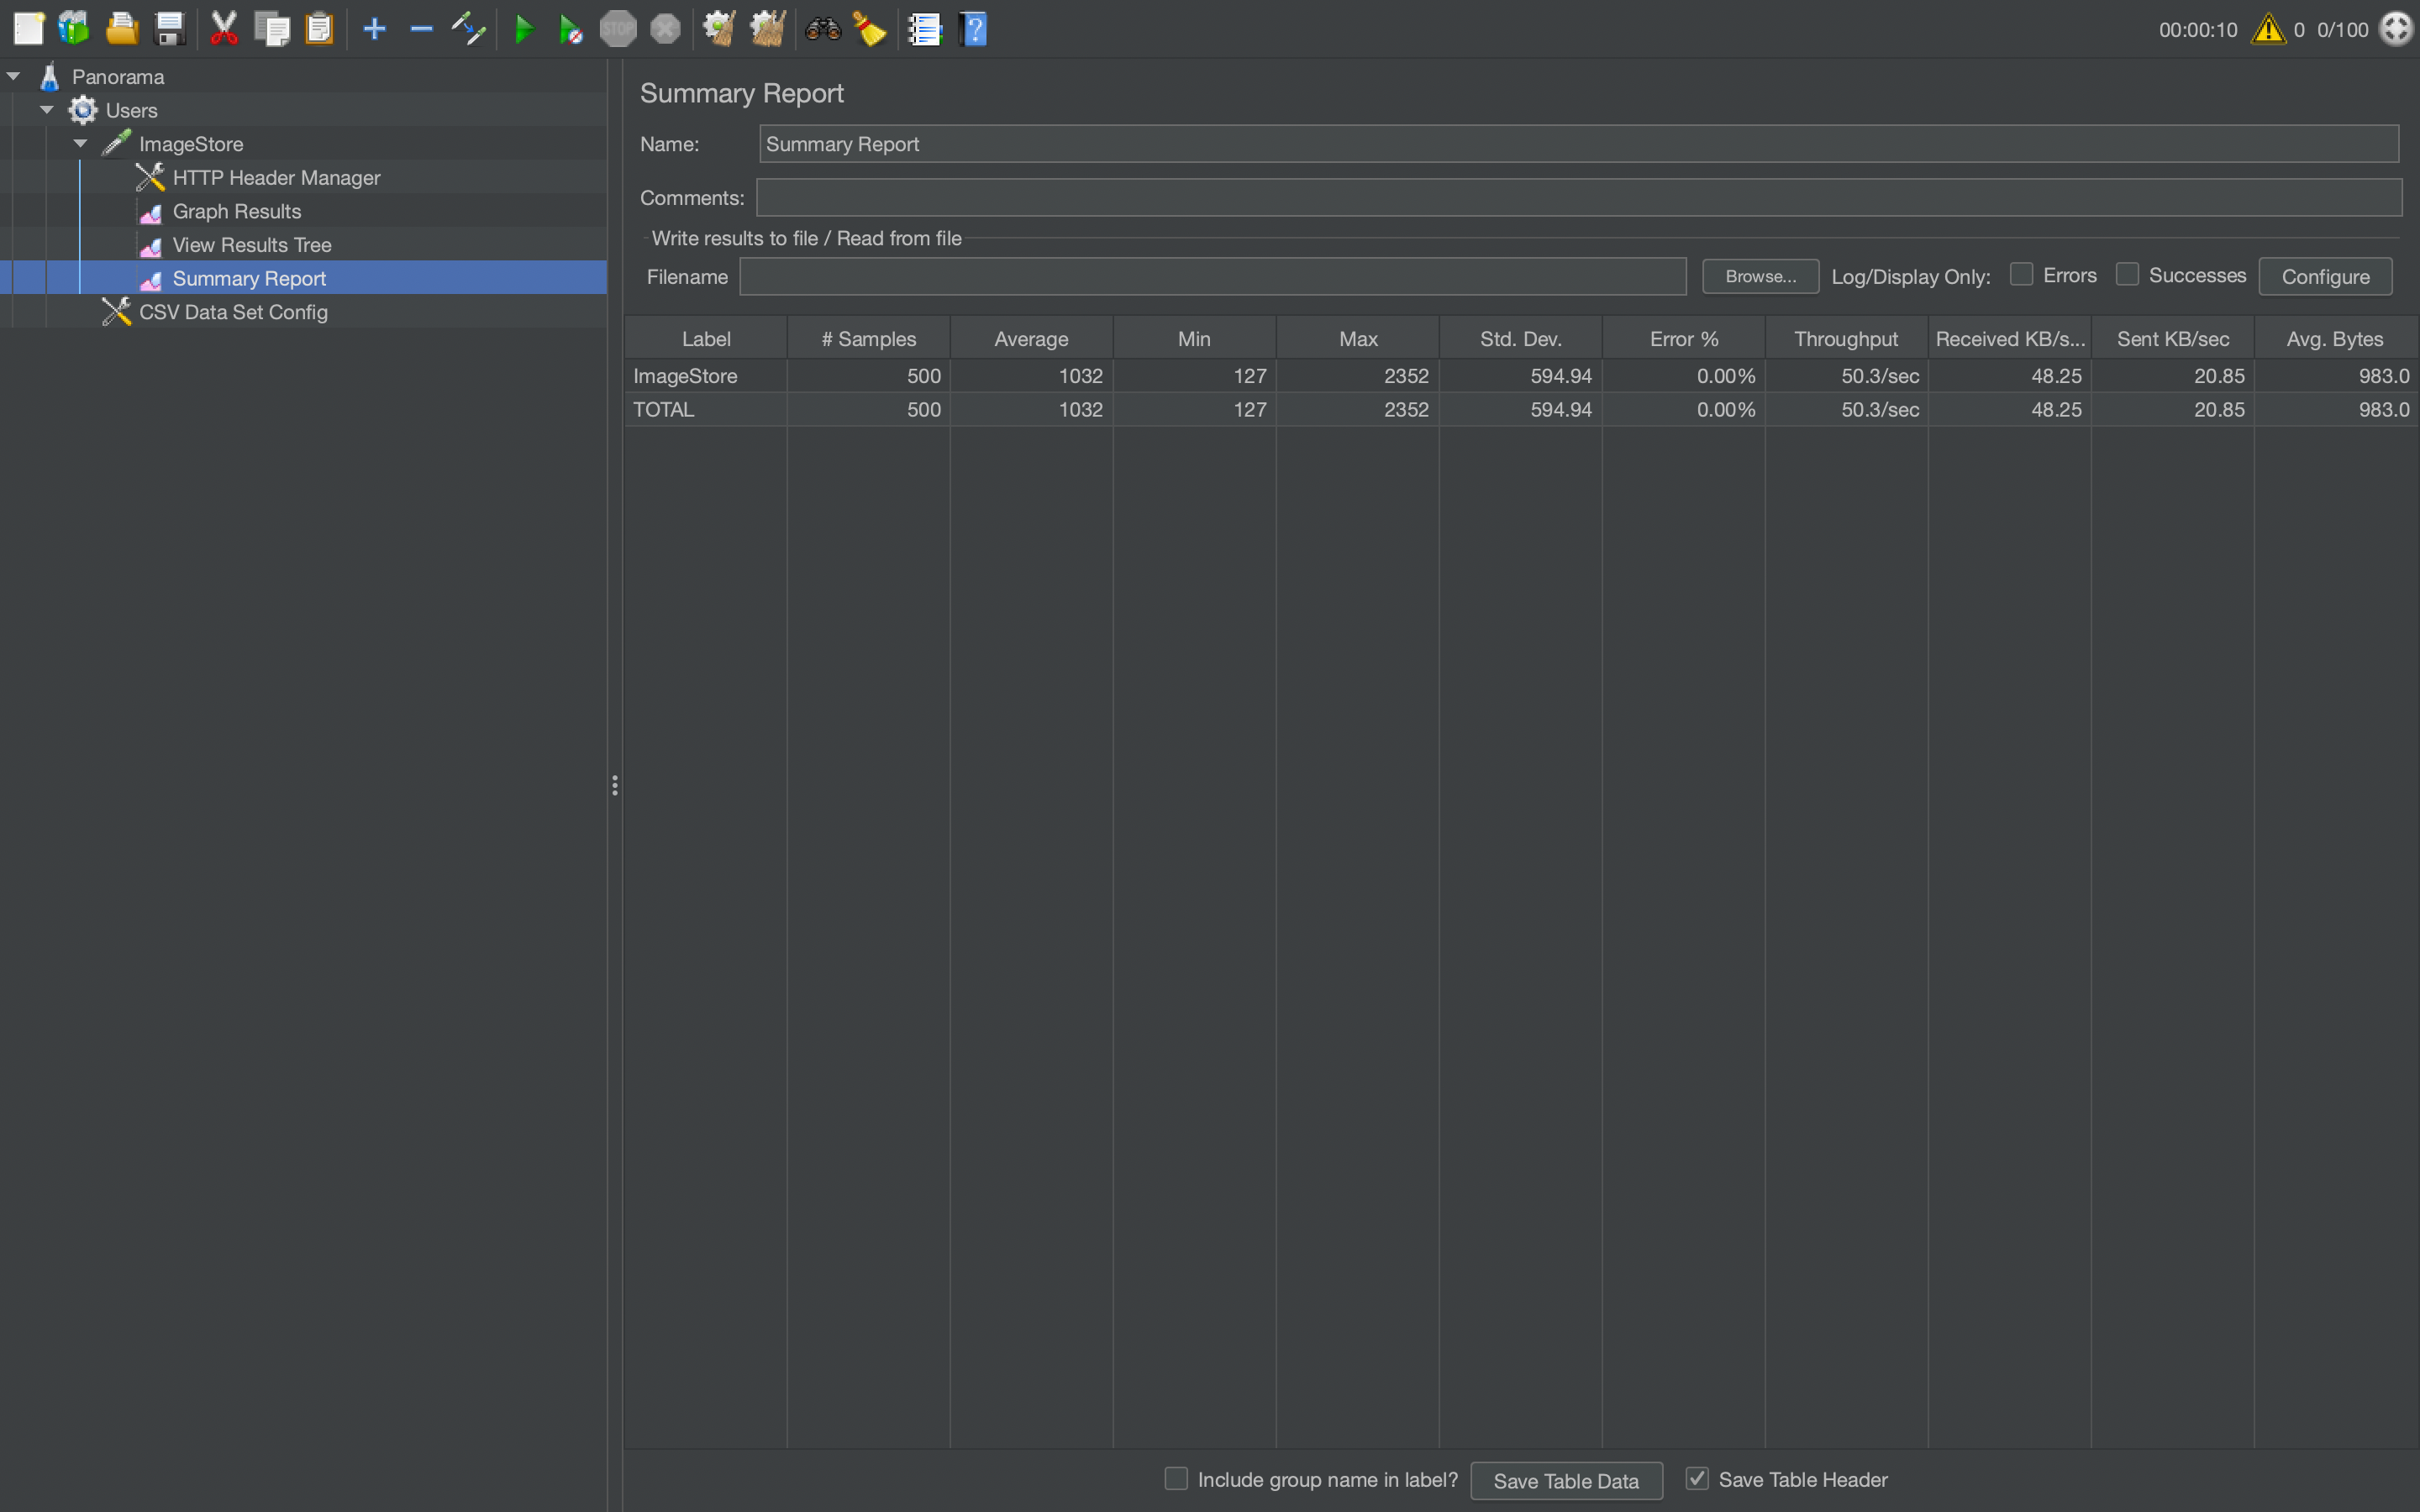 STOP
00:00:10 0 0/100
Panorama
Users
ImageStore
HTTP Header Manager
Graph Results
View Results Tree
Summary Report
CSV Data Set Config
Summary Report
Name: Summary Report
Comments:
Write results to file / Read from file
Filename Browse... Log/Display Only: Errors Successes Configure
Label # Samples Average Min Max Std. Dev. Error % Throughput Received KB/s... Sent KB/sec Avg. Bytes
ImageStore 500 1032 127 2352 594.94 0.00% 50.3/sec 48.25 20.85 983.0
TOTAL 500 1032 127 2352 594.94 0.00% 50.3/sec 48.25 20.85 983.0
Include group name in label? Save Table Data Save Table Header